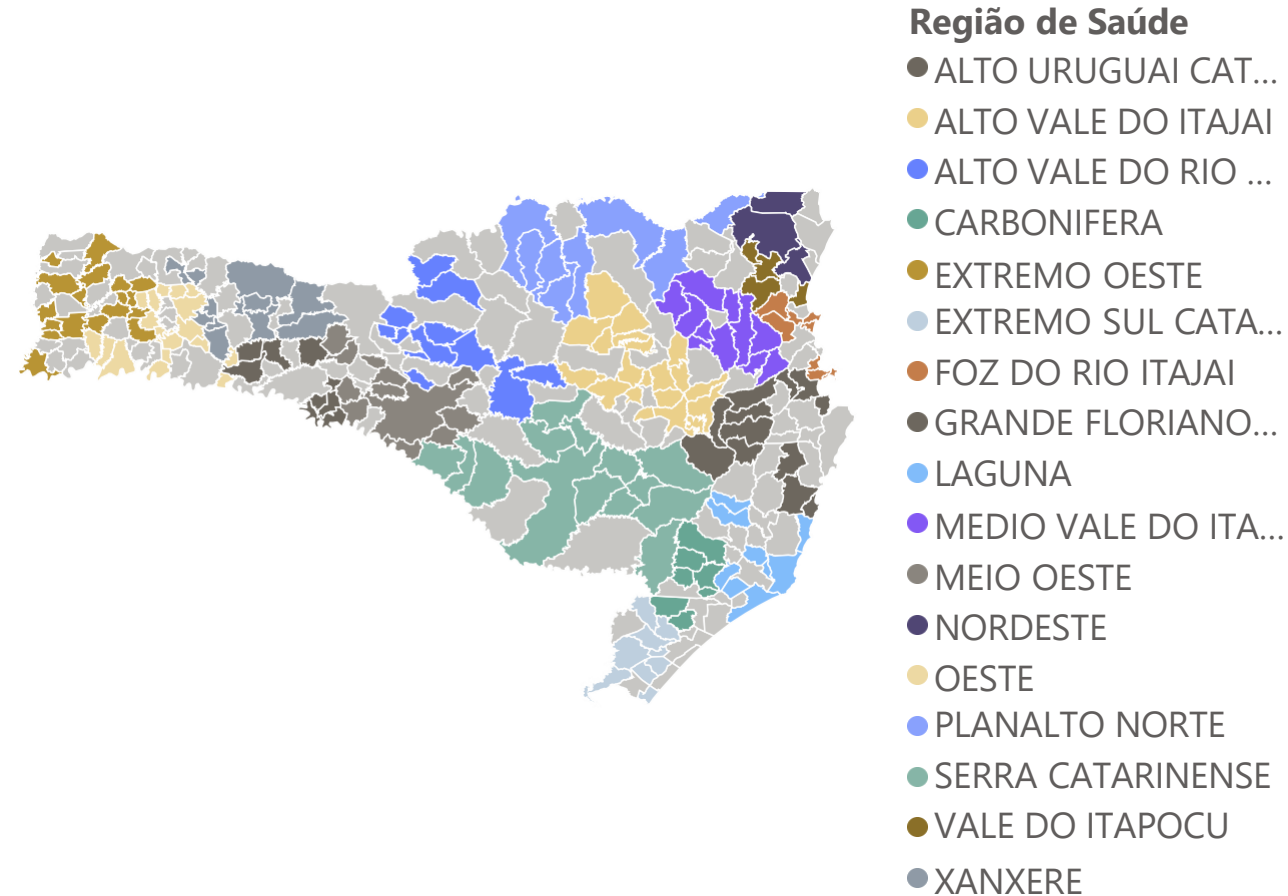 Região de Saúde
ALTO URUGUAI CAT...
ALTO VALE DO ITAJAI
ALTO VALE DO RIO ...
CARBONIFERA
EXTREMO OESTE
EXTREMO SUL CATA...
FOZ DO RIO ITAJAI
GRANDE FLORIANO...
LAGUNA
MEDIO VALE DO ITA...
MEIO OESTE
NORDESTE
OESTE
PLANALTO NORTE
SERRA CATARINENSE
VALE DO ITAPOCU
XANXERE